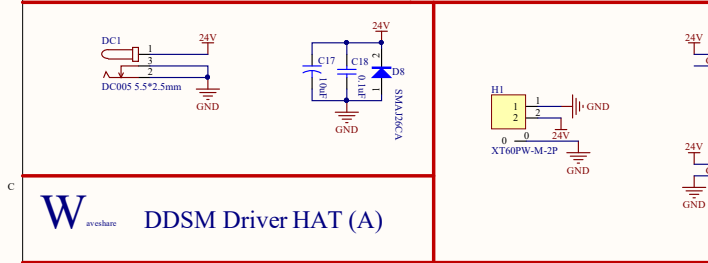 DC1
1
3
2
24V
DC005 5.5*2.5mm
GND
24V
C17
10uF
C18
0.1uF
2
D8
1
SMAJ26CA
GND
H1
1
2
1
2
GND
24V
0
0
XT60PW-M-2P
GND
24V
24V
GND
C
Waveshare
DDSM Driver HAT (A)